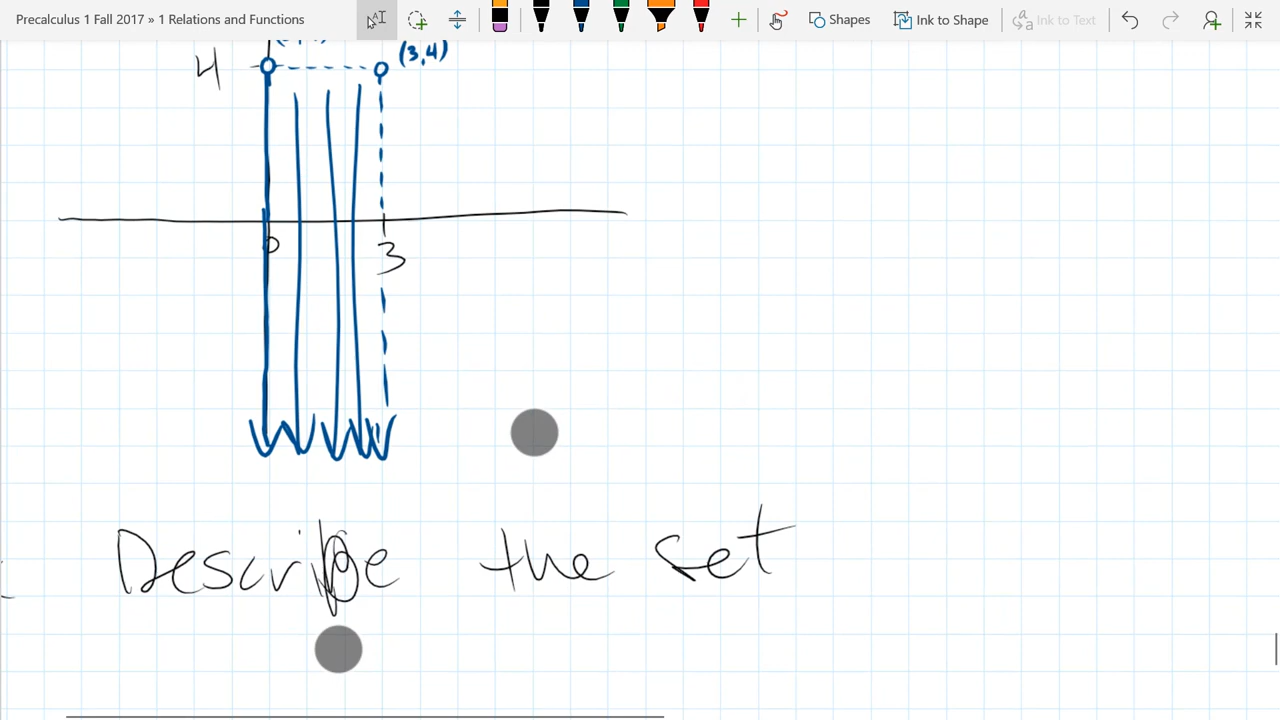 Precalculus 1 Fall 2017 » 1 Relations and Functions
Shapes
Ink to Shape
Ink to Text
(3,4)
4
0
3
Describe the set